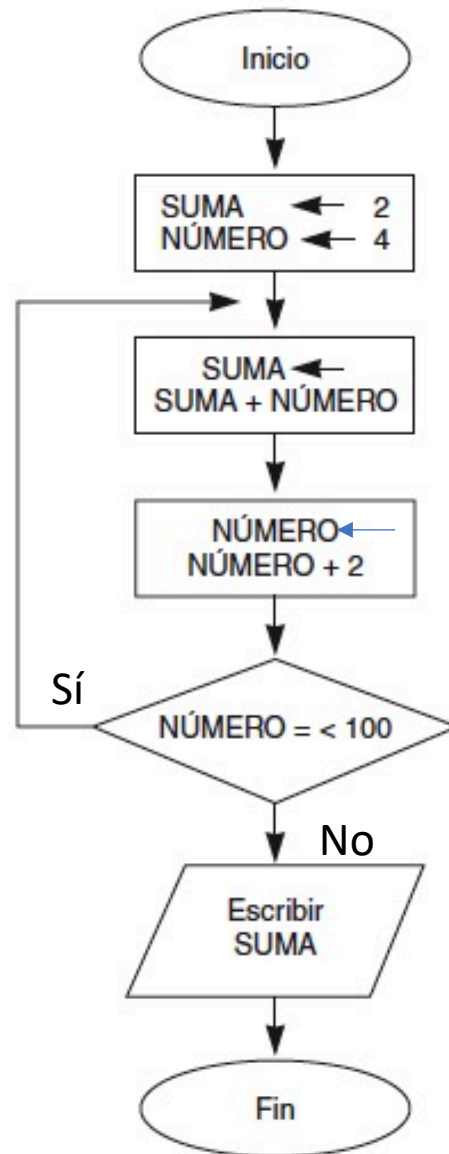 Inicio
SUMA ← 2
NÚMERO ← 4
SUMA ←
SUMA + NÚMERO
NÚMERO ←
NÚMERO + 2
Sí
NÚMERO = < 100
No
Escribir
SUMA
Fin